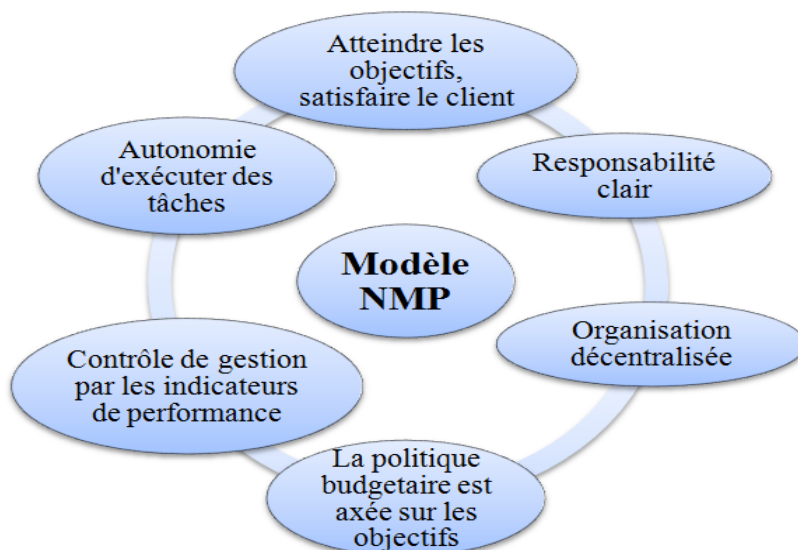 Atteindre les
objectifs,
satisfaire le client
Responsabilité
clair
Organisation
décentralisée
La politique
budgetaire est
axée sur les
objectifs
Contrôle de gestion
par les indicateurs
de performance
Autonomie
d'exécuter des
tâches
Modèle
NMP